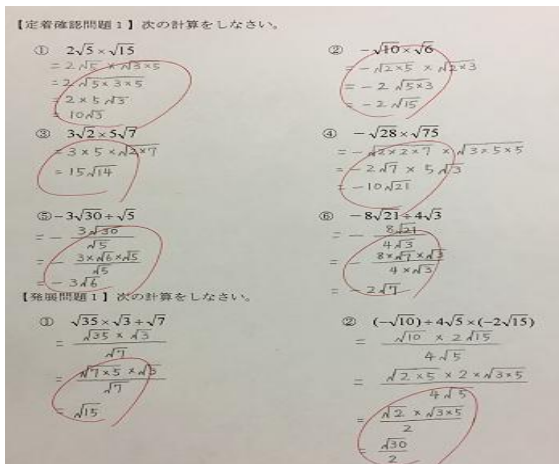 【定着確認問題1】次の計算をしなさい。
① 2√5 × √15
= 2√5 × √3×5
= 2√5×3×5
= 2 × 5√3
= 10√3
② −√10 × √6
= −√2×5 × √2×3
= −2√5×3
= −2√15
③ 3√2 × 5√7
= 3 × 5 × √2×7
= 15√14
④ −√28 × √75
= −√2×2×7 × √3×5×5
= −2√7 × 5√3
= −10√21
⑤ −3√30 ÷ √5
= − 3√30 / √5
= − 3×√6×√5 / √5
= −3√6
⑥ −8√21 ÷ 4√3
= − 8√21 / 4√3
= − 8×√7×√3 / 4×√3
= −2√7
【発展問題1】次の計算をしなさい。
① √35 × √3 ÷ √7
= √35 × √3 / √7
= √7×5 × √3 / √7
= √15
② (−√10) ÷ 4√5 × (−2√15)
= √10 × 2√15 / 4√5
= √2×5 × 2 × √3×5 / 4√5
= √2 × √3×5 / 2
= √30 / 2